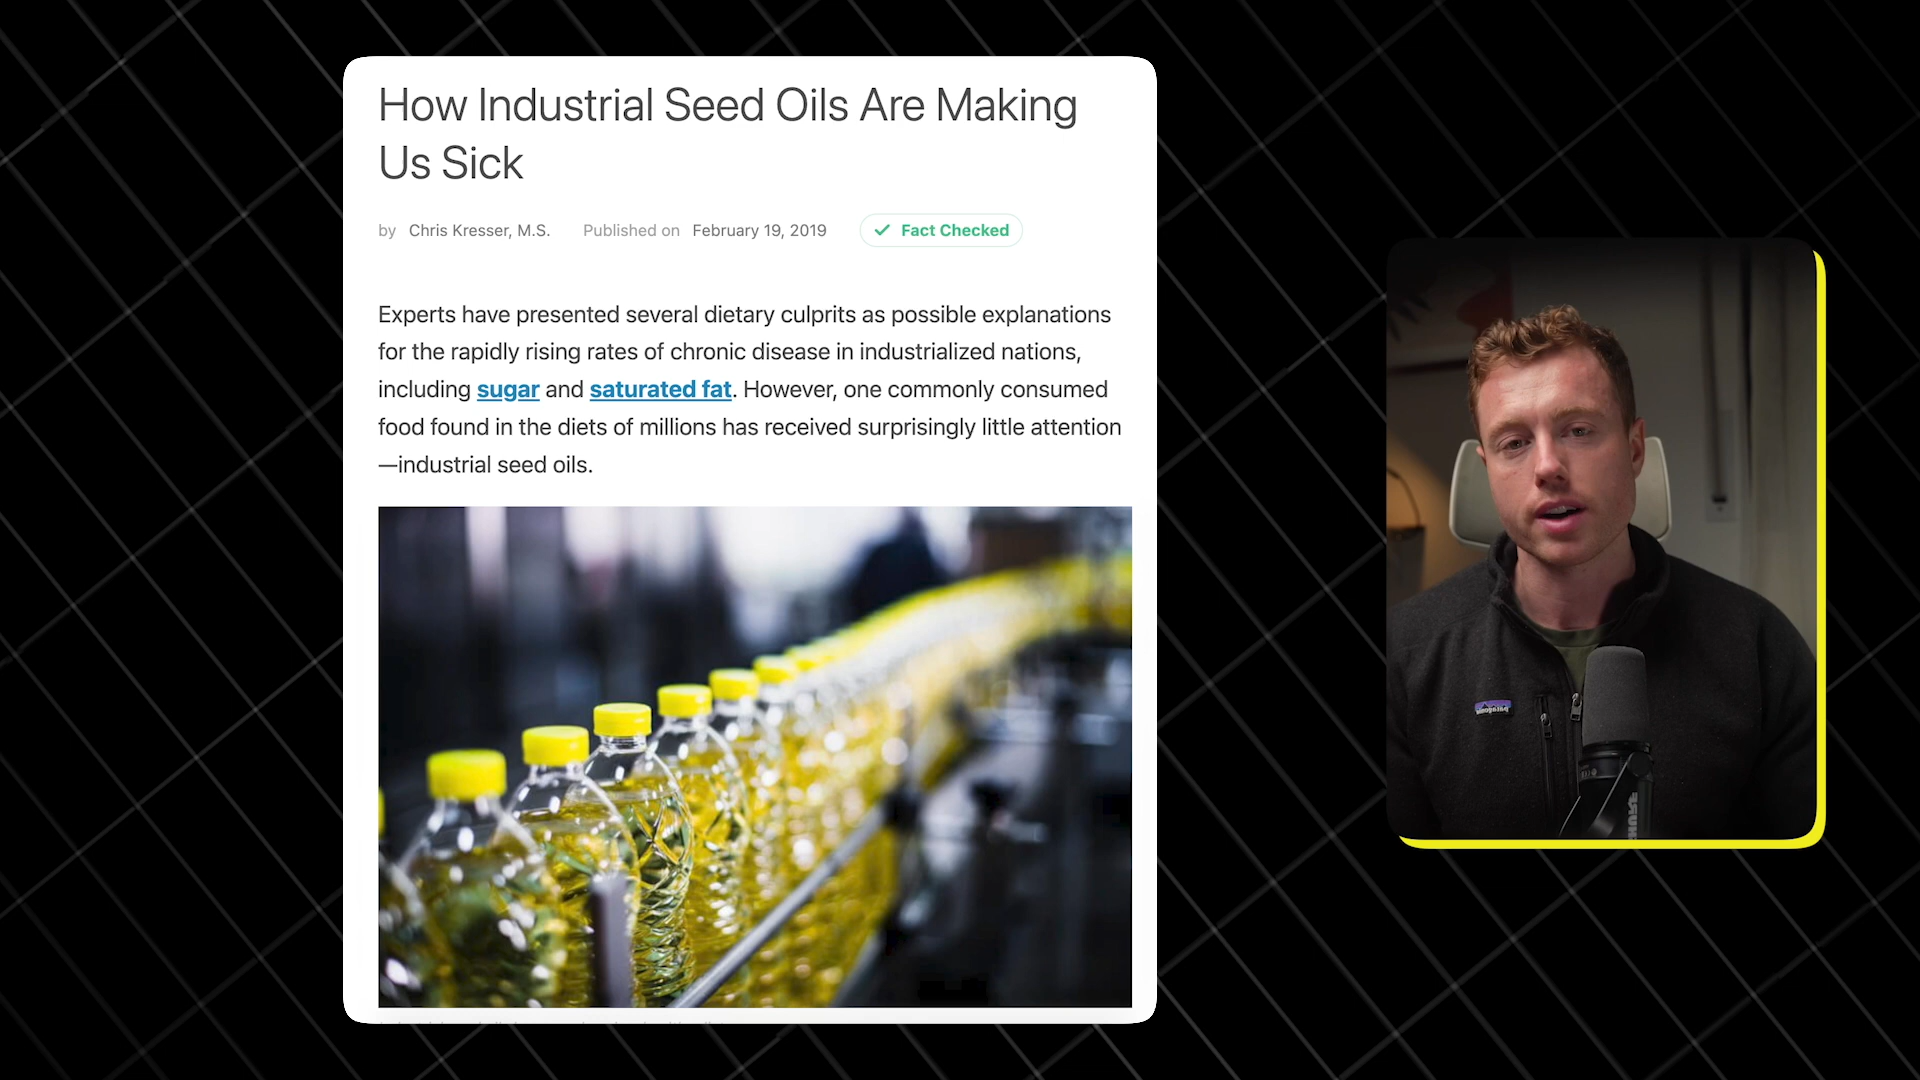 How Industrial Seed Oils Are Making
Us Sick
by Chris Kresser, M.S. Published on February 19, 2019 Fact Checked
Experts have presented several dietary culprits as possible explanations
for the rapidly rising rates of chronic disease in industrialized nations,
including sugar and saturated fat. However, one commonly consumed
food found in the diets of millions has received surprisingly little attention
—industrial seed oils.
patagonia